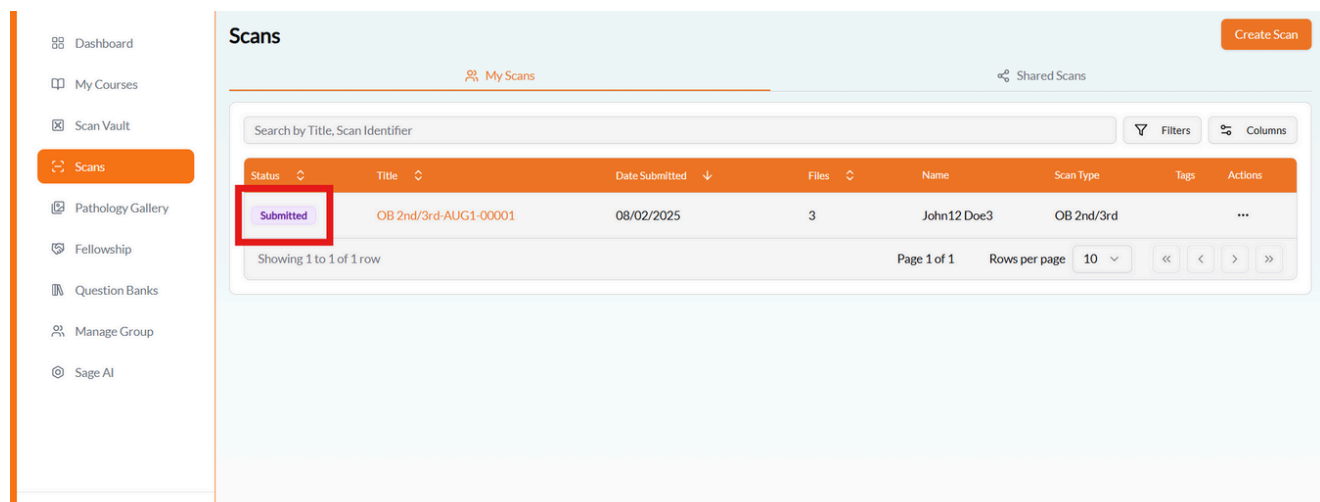 Dashboard
My Courses
Scan Vault
Scans
Pathology Gallery
Fellowship
Question Banks
Manage Group
Sage AI
Scans
Create Scan
My Scans
Shared Scans
Search by Title, Scan Identifier
Filters
Columns
Status Title Date Submitted Files Name Scan Type Tags Actions
Submitted OB 2nd/3rd-AUG1-00001 08/02/2025 3 John12 Doe3 OB 2nd/3rd
Showing 1 to 1 of 1 row Page 1 of 1 Rows per page 10